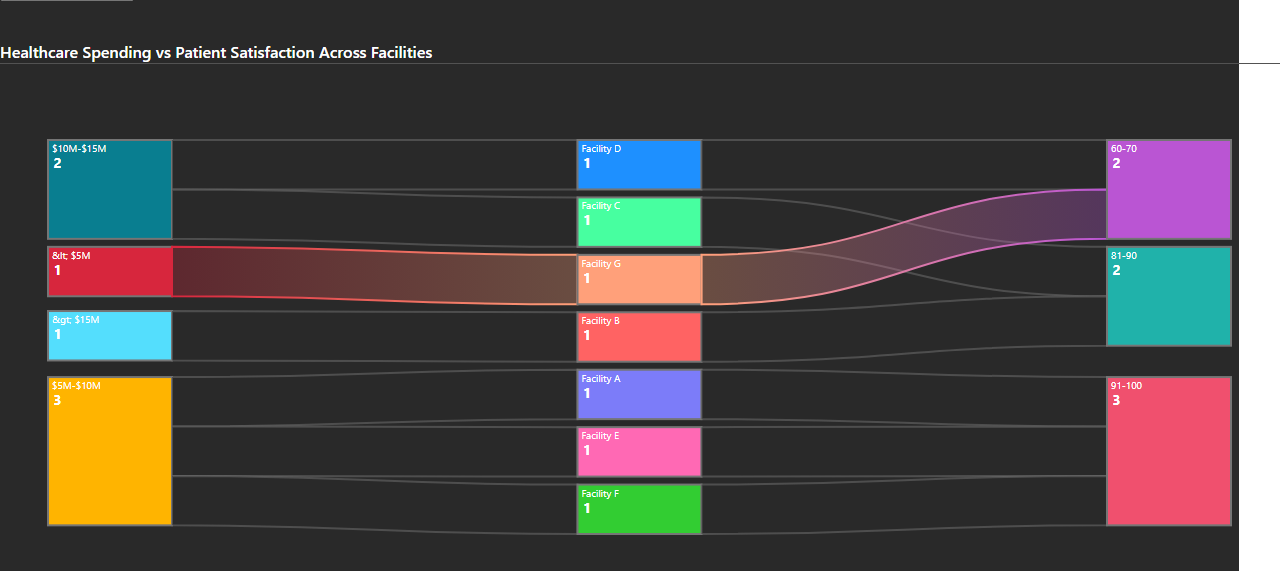 Healthcare Spending vs Patient Satisfaction Across Facilities
$10M-$15M
2
&lt; $5M
1
&gt; $15M
1
$5M-$10M
3
Facility D
1
Facility C
1
Facility G
1
Facility B
1
Facility A
1
Facility E
1
Facility F
1
60-70
2
81-90
2
91-100
3